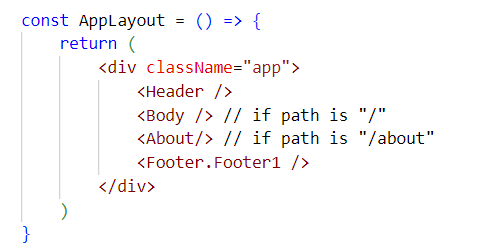 const AppLayout = () => {
    return (
        <div className="app">
            <Header />
            <Body /> // if path is "/"
            <About/> // if path is "/about"
            <Footer.Footer1 />
        </div>
    )
}